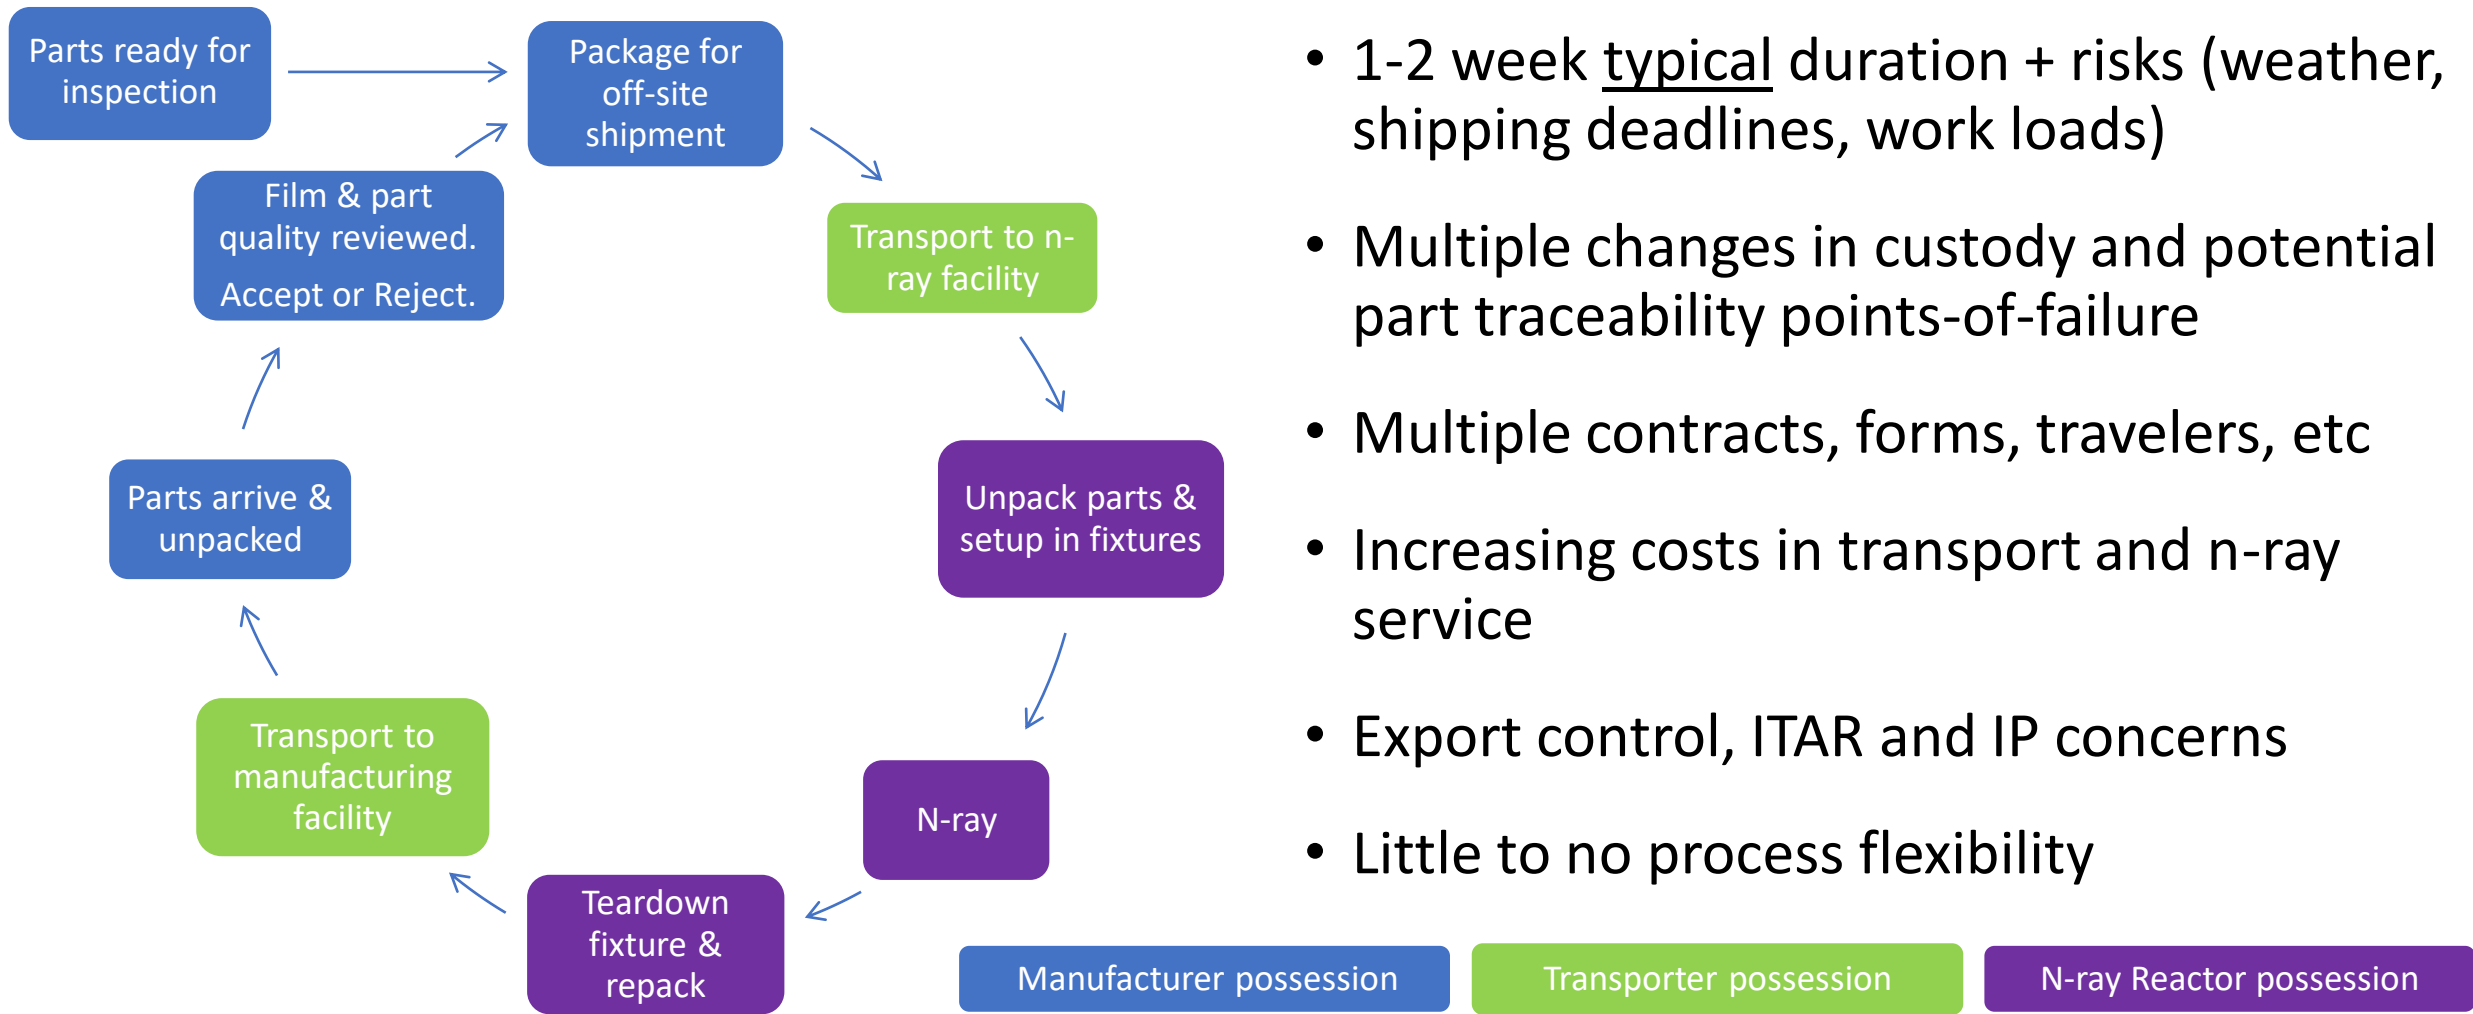 Parts ready for
inspection
Package for
off-site
shipment
Transport to n-
ray facility
Unpack parts &
setup in fixtures
N-ray
Teardown
fixture &
repack
Transport to
manufacturing
facility
Parts arrive &
unpacked
Film & part
quality reviewed.
Accept or Reject.
• 1-2 week typical duration + risks (weather,
shipping deadlines, work loads)
• Multiple changes in custody and potential
part traceability points-of-failure
• Multiple contracts, forms, travelers, etc
• Increasing costs in transport and n-ray
service
• Export control, ITAR and IP concerns
• Little to no process flexibility
Manufacturer possession
Transporter possession
N-ray Reactor possession